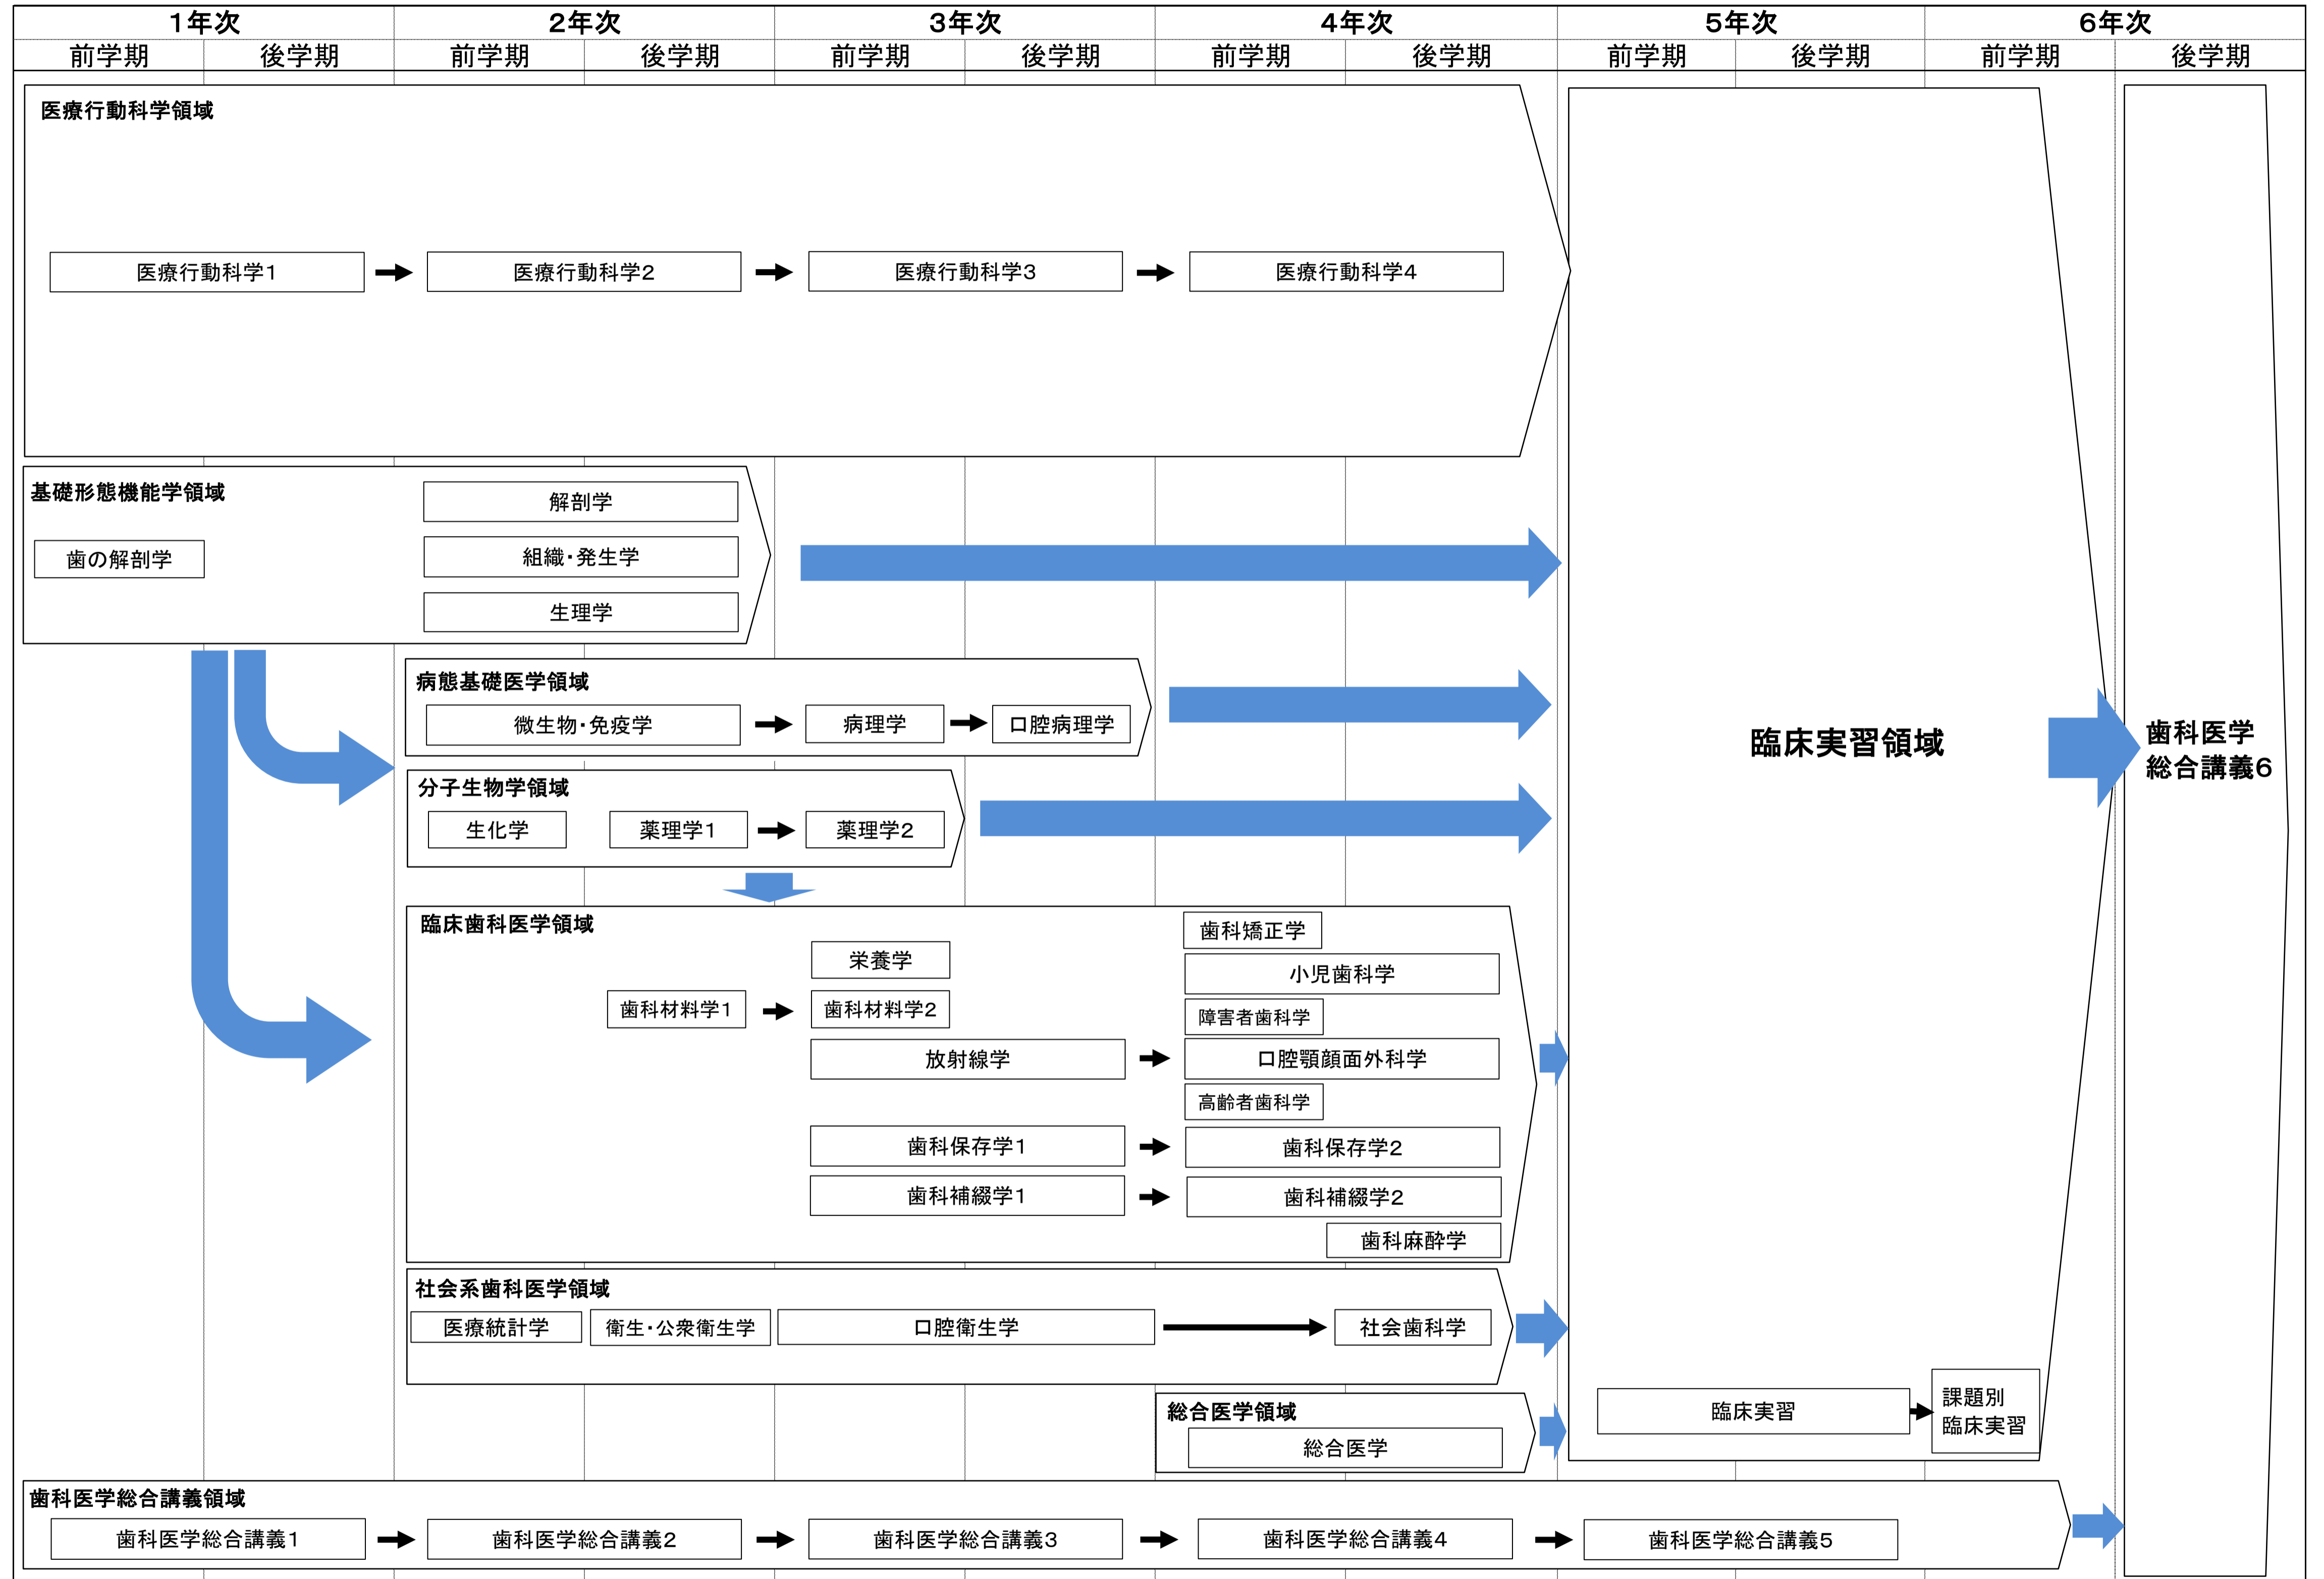 1年次
2年次
3年次
4年次
5年次
6年次
前学期
後学期
前学期
後学期
前学期
後学期
前学期
後学期
前学期
後学期
前学期
後学期
医療行動科学領域
医療行動科学1
医療行動科学2
医療行動科学3
医療行動科学4
基礎形態機能学領域
歯の解剖学
解剖学
組織・発生学
生理学
病態基礎医学領域
微生物・免疫学
病理学
口腔病理学
分子生物学領域
生化学
薬理学1
薬理学2
臨床歯科医学領域
歯科矯正学
栄養学
小児歯科学
歯科材料学1
歯科材料学2
障害者歯科学
放射線学
口腔顎顔面外科学
高齢者歯科学
歯科保存学1
歯科保存学2
歯科補綴学1
歯科補綴学2
歯科麻酔学
社会系歯科医学領域
医療統計学
衛生・公衆衛生学
口腔衛生学
社会歯科学
総合医学領域
総合医学
臨床実習領域
臨床実習
課題別
臨床実習
歯科医学
総合講義6
歯科医学総合講義領域
歯科医学総合講義1
歯科医学総合講義2
歯科医学総合講義3
歯科医学総合講義4
歯科医学総合講義5